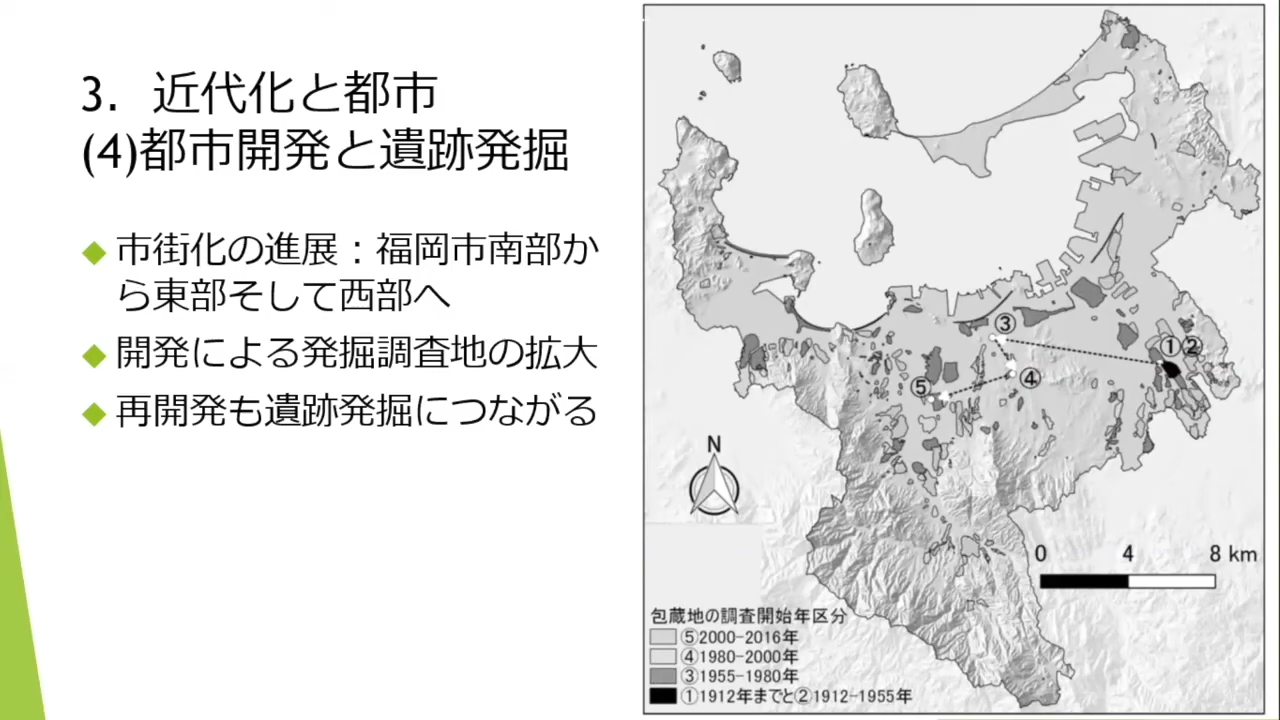 3．近代化と都市
(4)都市開発と遺跡発掘
◆ 市街化の進展：福岡市南部か
ら東部そして西部へ
◆ 開発による発掘調査地の拡大
◆ 再開発も遺跡発掘につながる
③
①②
④
⑤
N
0 4 8 km
包蔵地の調査開始年区分
⑤2000-2016年
④1980-2000年
③1955-1980年
①1912年までと②1912-1955年